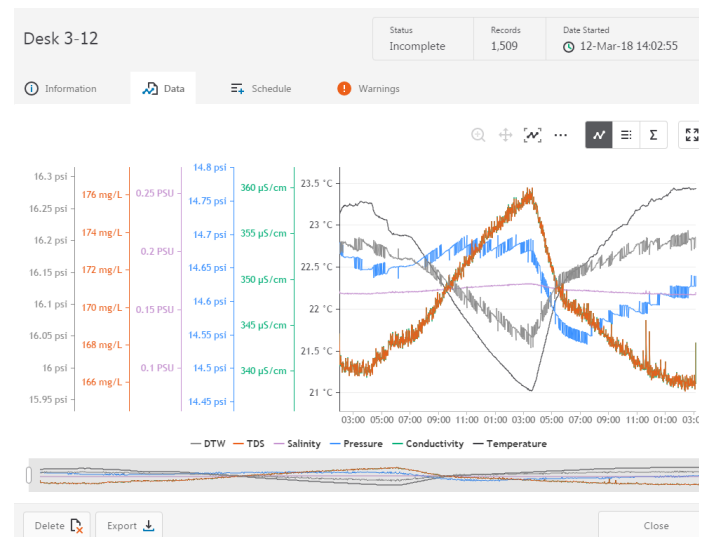 Desk 3-12
Status
Incomplete
Records
1,509
Date Started
12-Mar-18 14:02:55
Information
Data
Schedule
Warnings
16.3 psi
16.25 psi
16.2 psi
16.15 psi
16.1 psi
16.05 psi
16 psi
15.95 psi
176 mg/L
174 mg/L
172 mg/L
170 mg/L
168 mg/L
166 mg/L
0.25 PSU
0.2 PSU
0.15 PSU
0.1 PSU
14.8 psi
14.75 psi
14.7 psi
14.65 psi
14.6 psi
14.55 psi
14.5 psi
14.45 psi
360 µS/cm
355 µS/cm
350 µS/cm
345 µS/cm
340 µS/cm
23.5 °C
23 °C
22.5 °C
22 °C
21.5 °C
21 °C
03:00 05:00 07:00 09:00 11:00 01:00 03:00 05:00 07:00 09:00 11:00 01:00 03:0
DTW TDS Salinity Pressure Conductivity Temperature
Delete
Export
Close